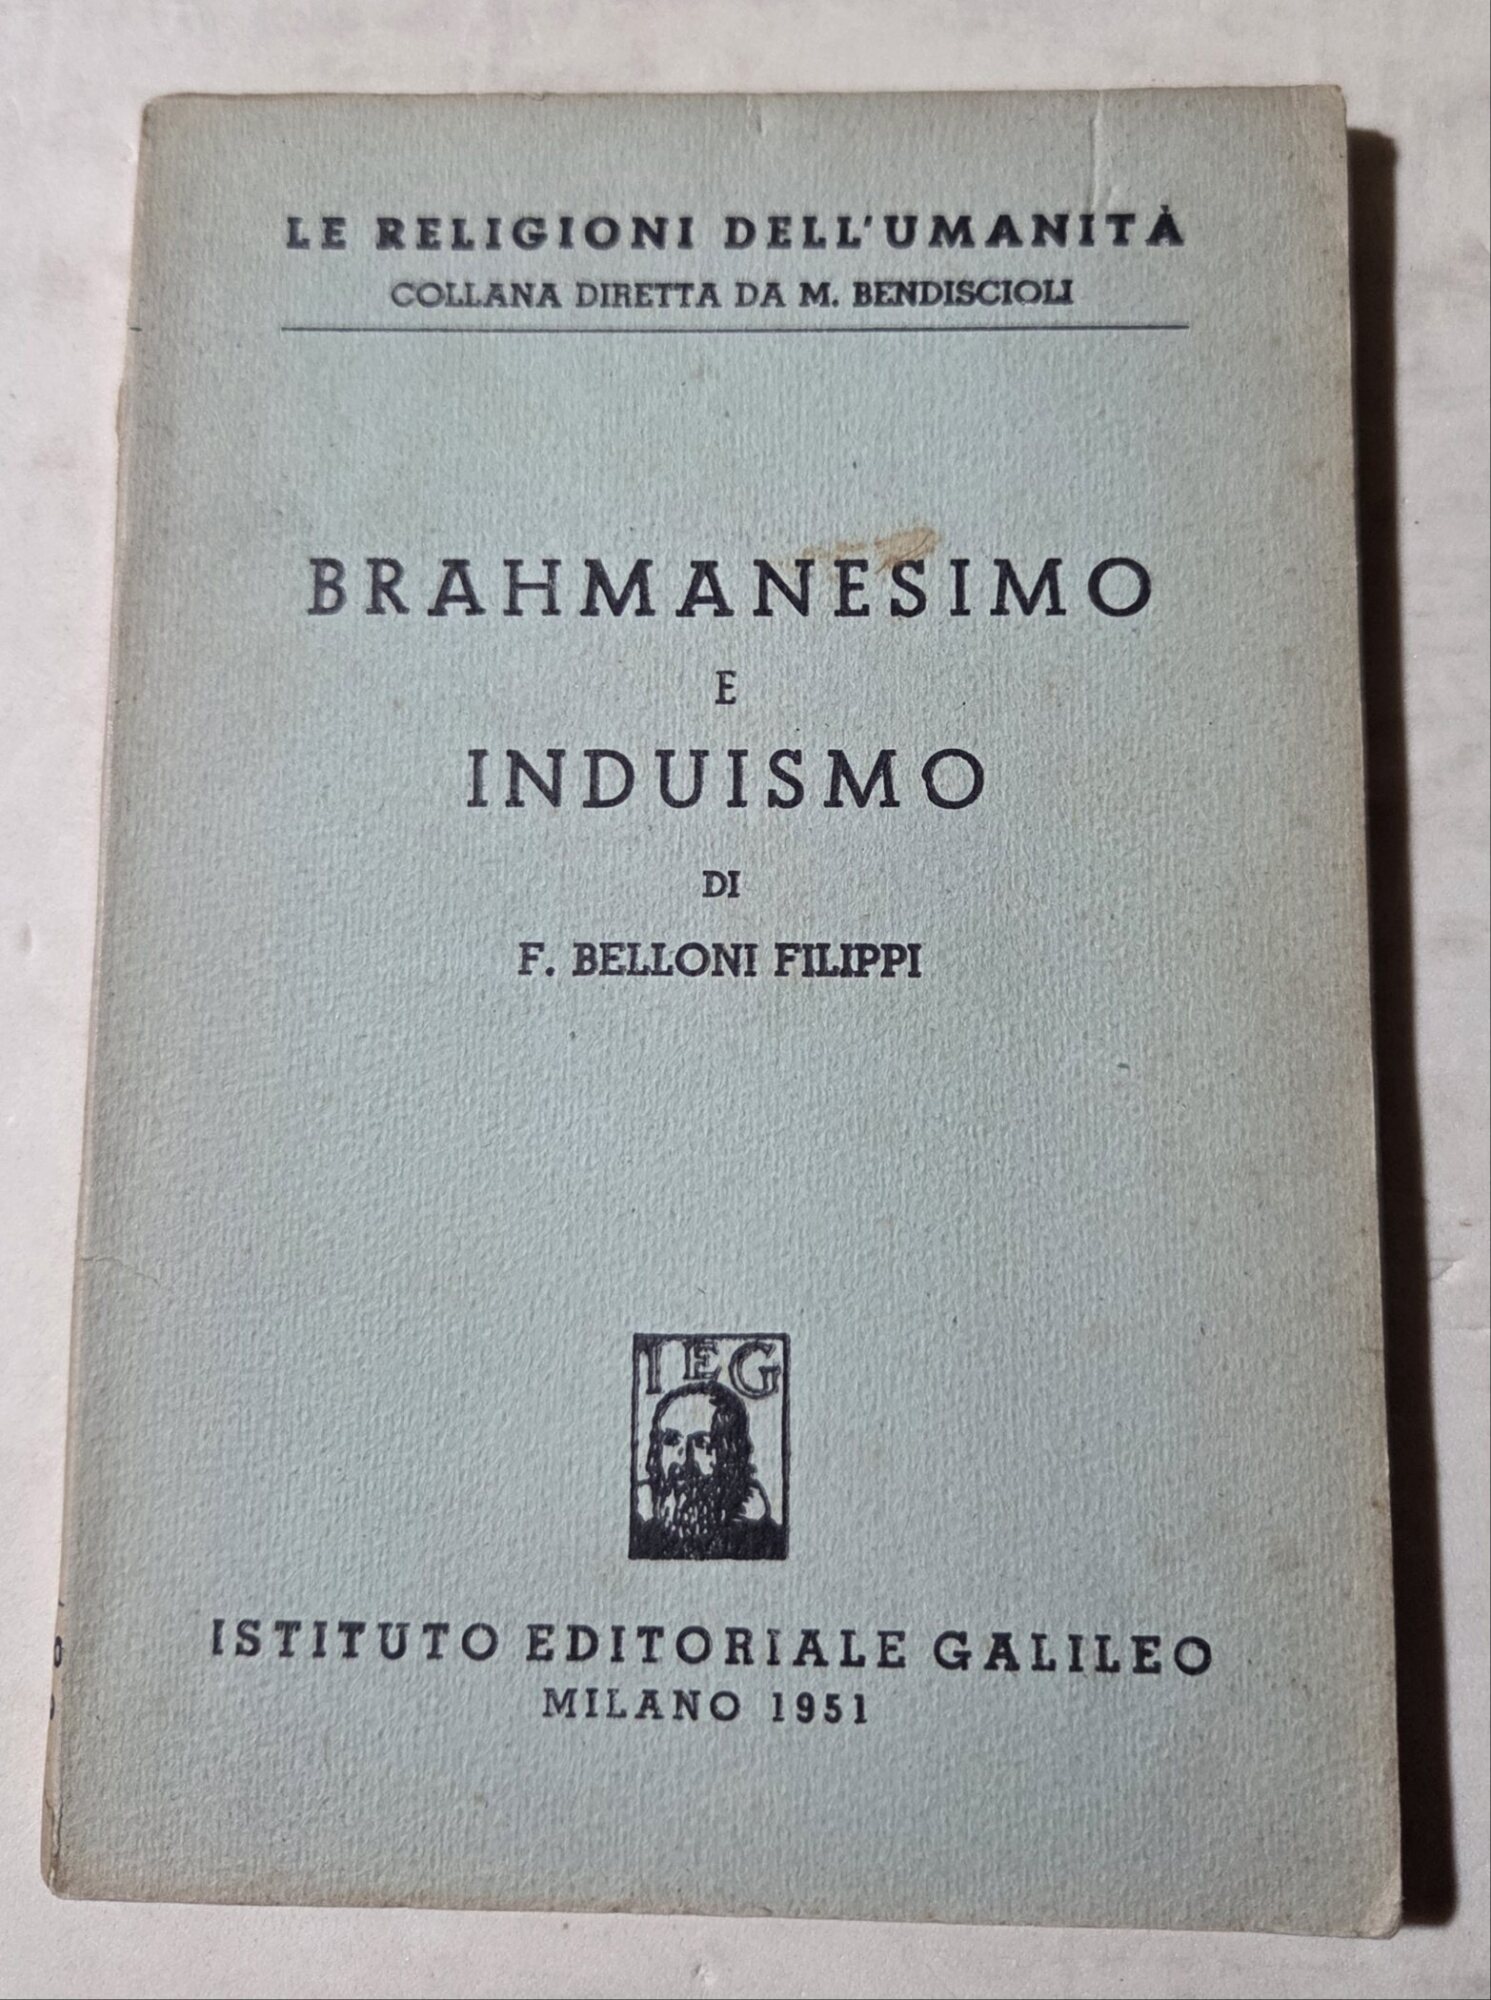 LE RELIGIONI DELL'UMANITÀ
COLLANA DIRETTA DA M. BENDISCIOLI
BRAHMANESIMO
E
INDUISMO
DI
F. BELLONI FILIPPI
IEG
ISTITUTO EDITORIALE GALILEO
MILANO 1951